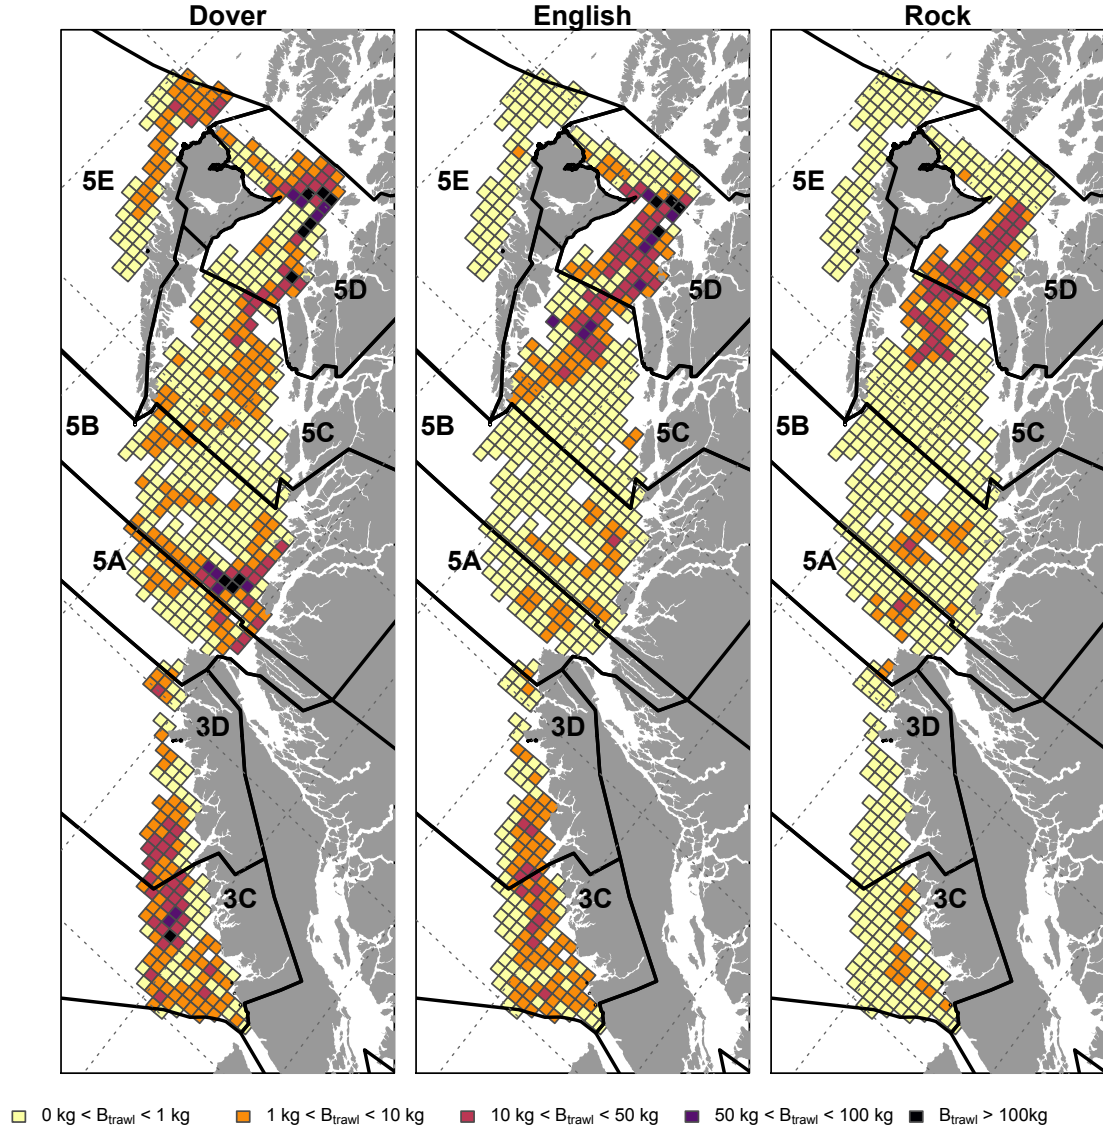 Dover English Rock
5E 5E 5E
5D 5D 5D
5B 5B 5B
5C 5C 5C
5A 5A 5A
3D 3D 3D
3C 3C 3C
0 kg < Btrawl < 1 kg 1 kg < Btrawl < 10 kg 10 kg < Btrawl < 50 kg 50 kg < Btrawl < 100 kg Btrawl > 100kg